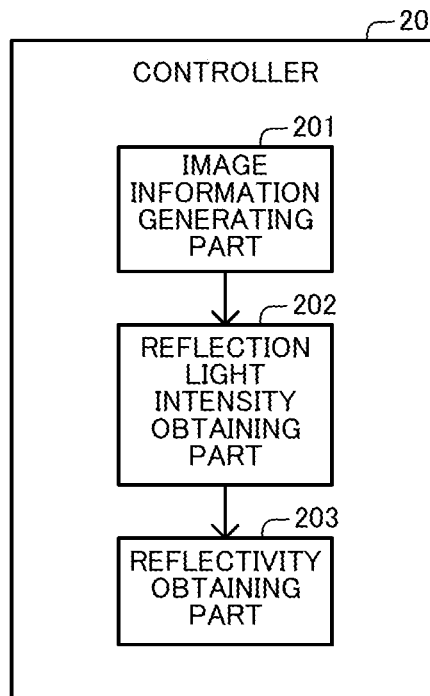 20
CONTROLLER
201
IMAGE
INFORMATION
GENERATING
PART
202
REFLECTION
LIGHT
INTENSITY
OBTAINING
PART
203
REFLECTIVITY
OBTAINING
PART